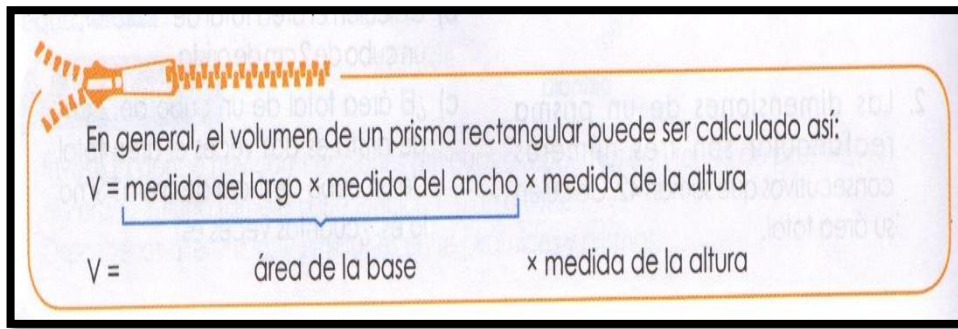 En general, el volumen de un prisma rectangular puede ser calculado así:
V = medida del largo × medida del ancho × medida de la altura
V = área de la base × medida de la altura